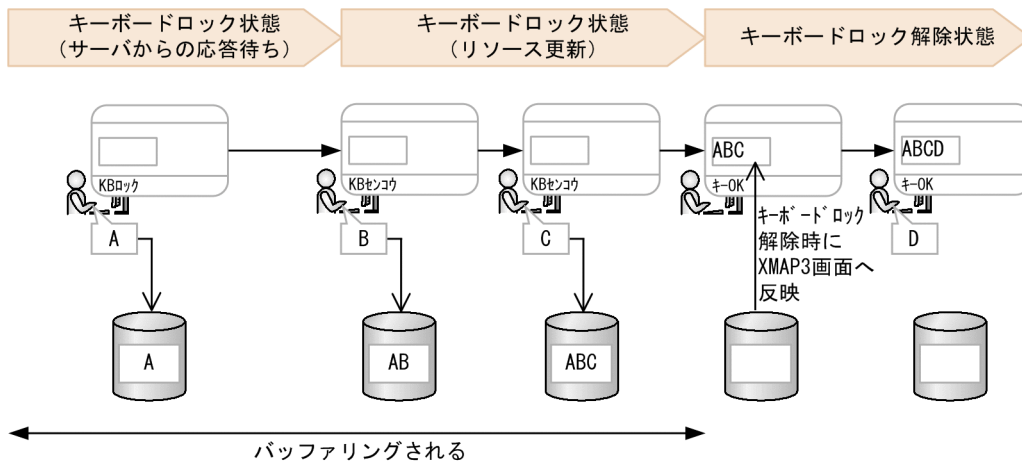 キーボードロック状態
(サーバからの応答待ち)
キーボードロック状態
(リソース更新)
キーボードロック解除状態
KBロック
KBセンコウ
KBセンコウ
ABC
キーOK
ABCD
キーOK
A
B
C
D
キーボードロック
解除時に
XMAP3画面へ
反映
A
AB
ABC
バッファリングされる